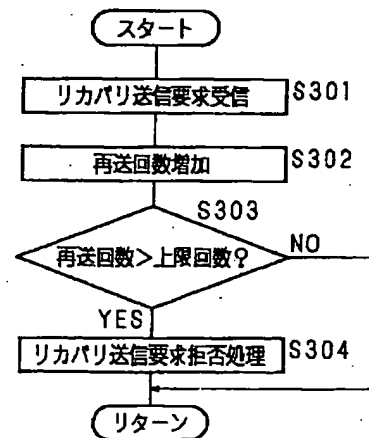 スタート
リカバリ送信要求受信 S301
再送回数増加 S302
S303
再送回数>上限回数? NO
YES
リカバリ送信要求拒否処理 S304
リターン